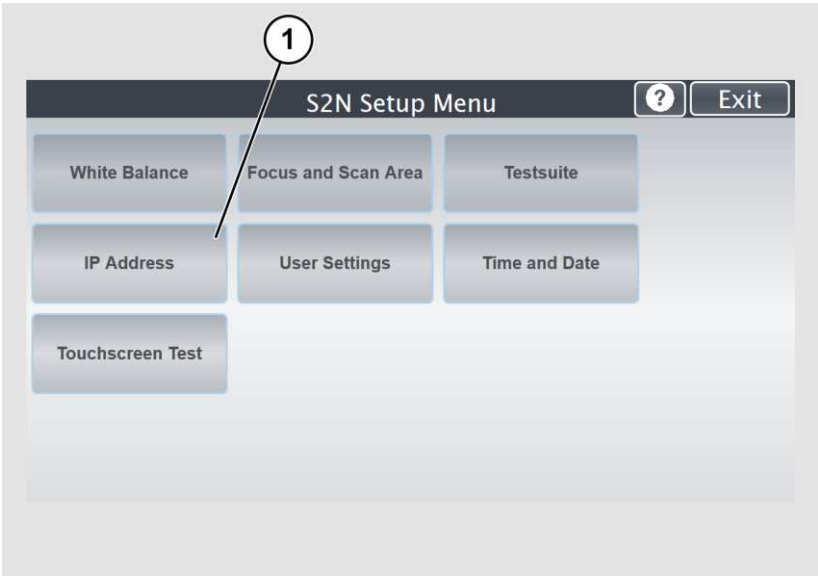 1
S2N Setup Menu ? Exit
White Balance Focus and Scan Area Testsuite
IP Address User Settings Time and Date
Touchscreen Test